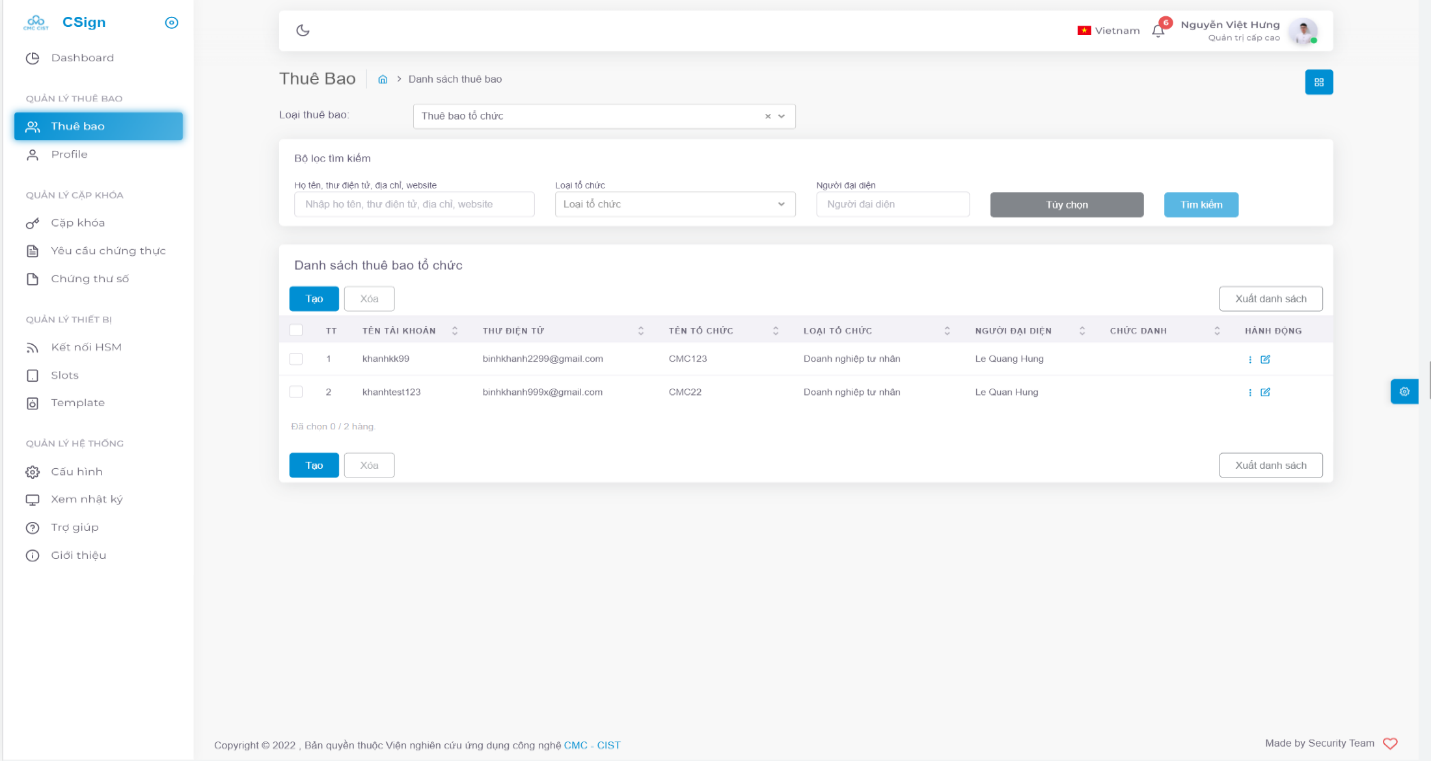 CMC-CIST CSign
Dashboard
QUẢN LÝ THUÊ BAO
Thuê bao
Profile
QUẢN LÝ CẶP KHÓA
Cặp khóa
Yêu cầu chứng thực
Chứng thư số
QUẢN LÝ THIẾT BỊ
Kết nối HSM
Slots
Template
QUẢN LÝ HỆ THỐNG
Cấu hình
Xem nhật ký
Trợ giúp
Giới thiệu
Vietnam 6 Nguyễn Việt Hưng
Quản trị cấp cao
Thuê Bao > Danh sách thuê bao
Loại thuê bao: Thuê bao tổ chức
Bộ lọc tìm kiếm
Họ tên, thư điện tử, địa chỉ, website Loại tổ chức Người đại diện
Nhập họ tên, thư điện tử, địa chỉ, website Loại tổ chức Người đại diện Tùy chọn Tìm kiếm
Danh sách thuê bao tổ chức
Tạo Xóa Xuất danh sách
TT TÊN TÀI KHOẢN THƯ ĐIỆN TỬ TÊN TỔ CHỨC LOẠI TỔ CHỨC NGƯỜI ĐẠI DIỆN CHỨC DANH HÀNH ĐỘNG
1 khanhkk99 binhkhanh2299@gmail.com CMC123 Doanh nghiệp tư nhân Le Quang Hung
2 khanhtest123 binhkhanh999x@gmail.com CMC22 Doanh nghiệp tư nhân Le Quan Hung
Đã chọn 0 / 2 hàng
Tạo Xóa Xuất danh sách
Copyright © 2022 , Bản quyền thuộc Viện nghiên cứu ứng dụng công nghệ CMC - CIST Made by Security Team